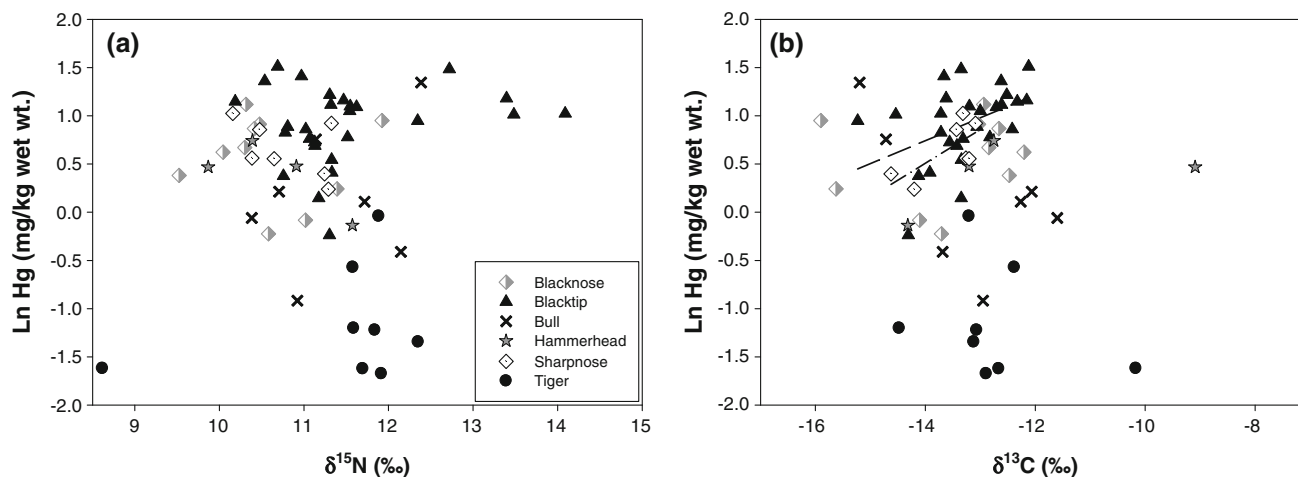 (a)
Ln Hg (mg/kg wet wt.)
2.0
1.5
1.0
0.5
0.0
-0.5
-1.0
-1.5
-2.0
9 10 11 12 13 14 15
δ¹⁵N (‰)
Blacknose
Blacktip
Bull
Hammerhead
Sharpnose
Tiger
(b)
Ln Hg (mg/kg wet wt.)
2.0
1.5
1.0
0.5
0.0
-0.5
-1.0
-1.5
-2.0
-16 -14 -12 -10 -8
δ¹³C (‰)